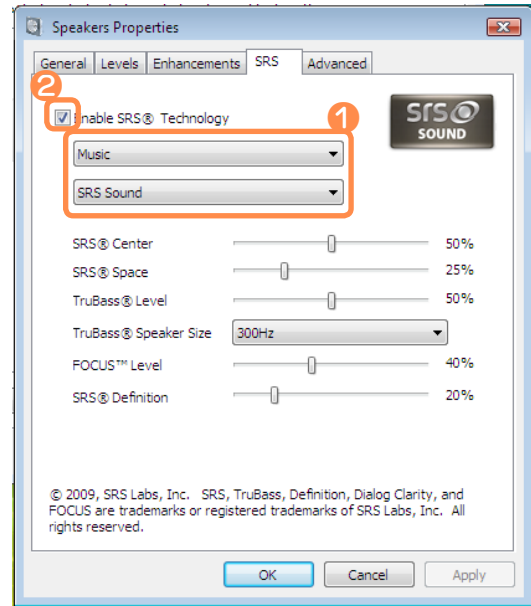 Speakers Properties
General Levels Enhancements SRS Advanced
2
Enable SRS® Technology
1
SRS
SOUND
Music
SRS Sound
SRS® Center 50%
SRS® Space 25%
TruBass® Level 50%
TruBass® Speaker Size 300Hz
FOCUS™ Level 40%
SRS® Definition 20%
© 2009, SRS Labs, Inc. SRS, TruBass, Definition, Dialog Clarity, and
FOCUS are trademarks or registered trademarks of SRS Labs, Inc. All
rights reserved.
OK Cancel Apply